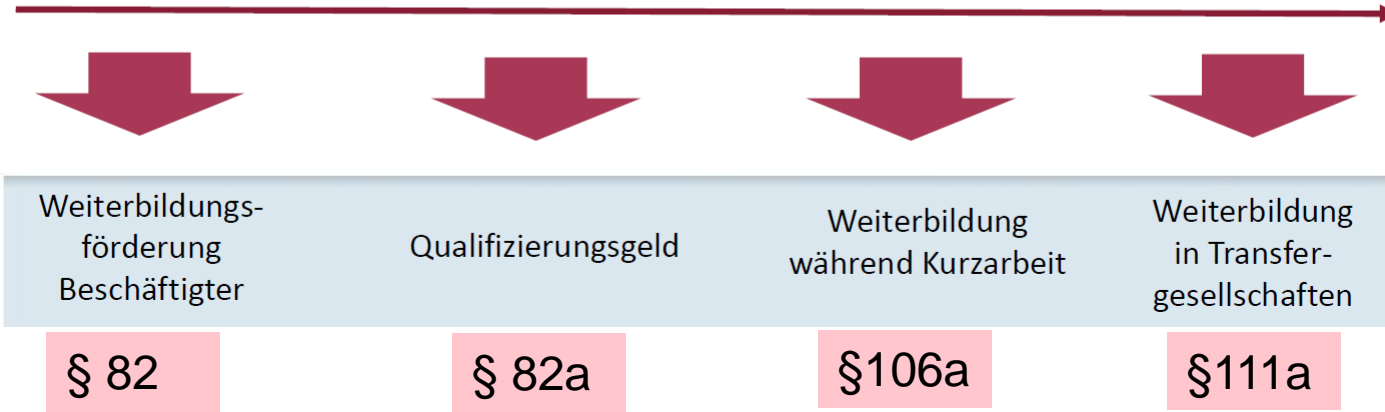 Weiterbildungs-
förderung
Beschäftigter
Qualifizierungsgeld
Weiterbildung
während Kurzarbeit
Weiterbildung
in Transfer-
gesellschaften
§ 82
§ 82a
§106a
§111a